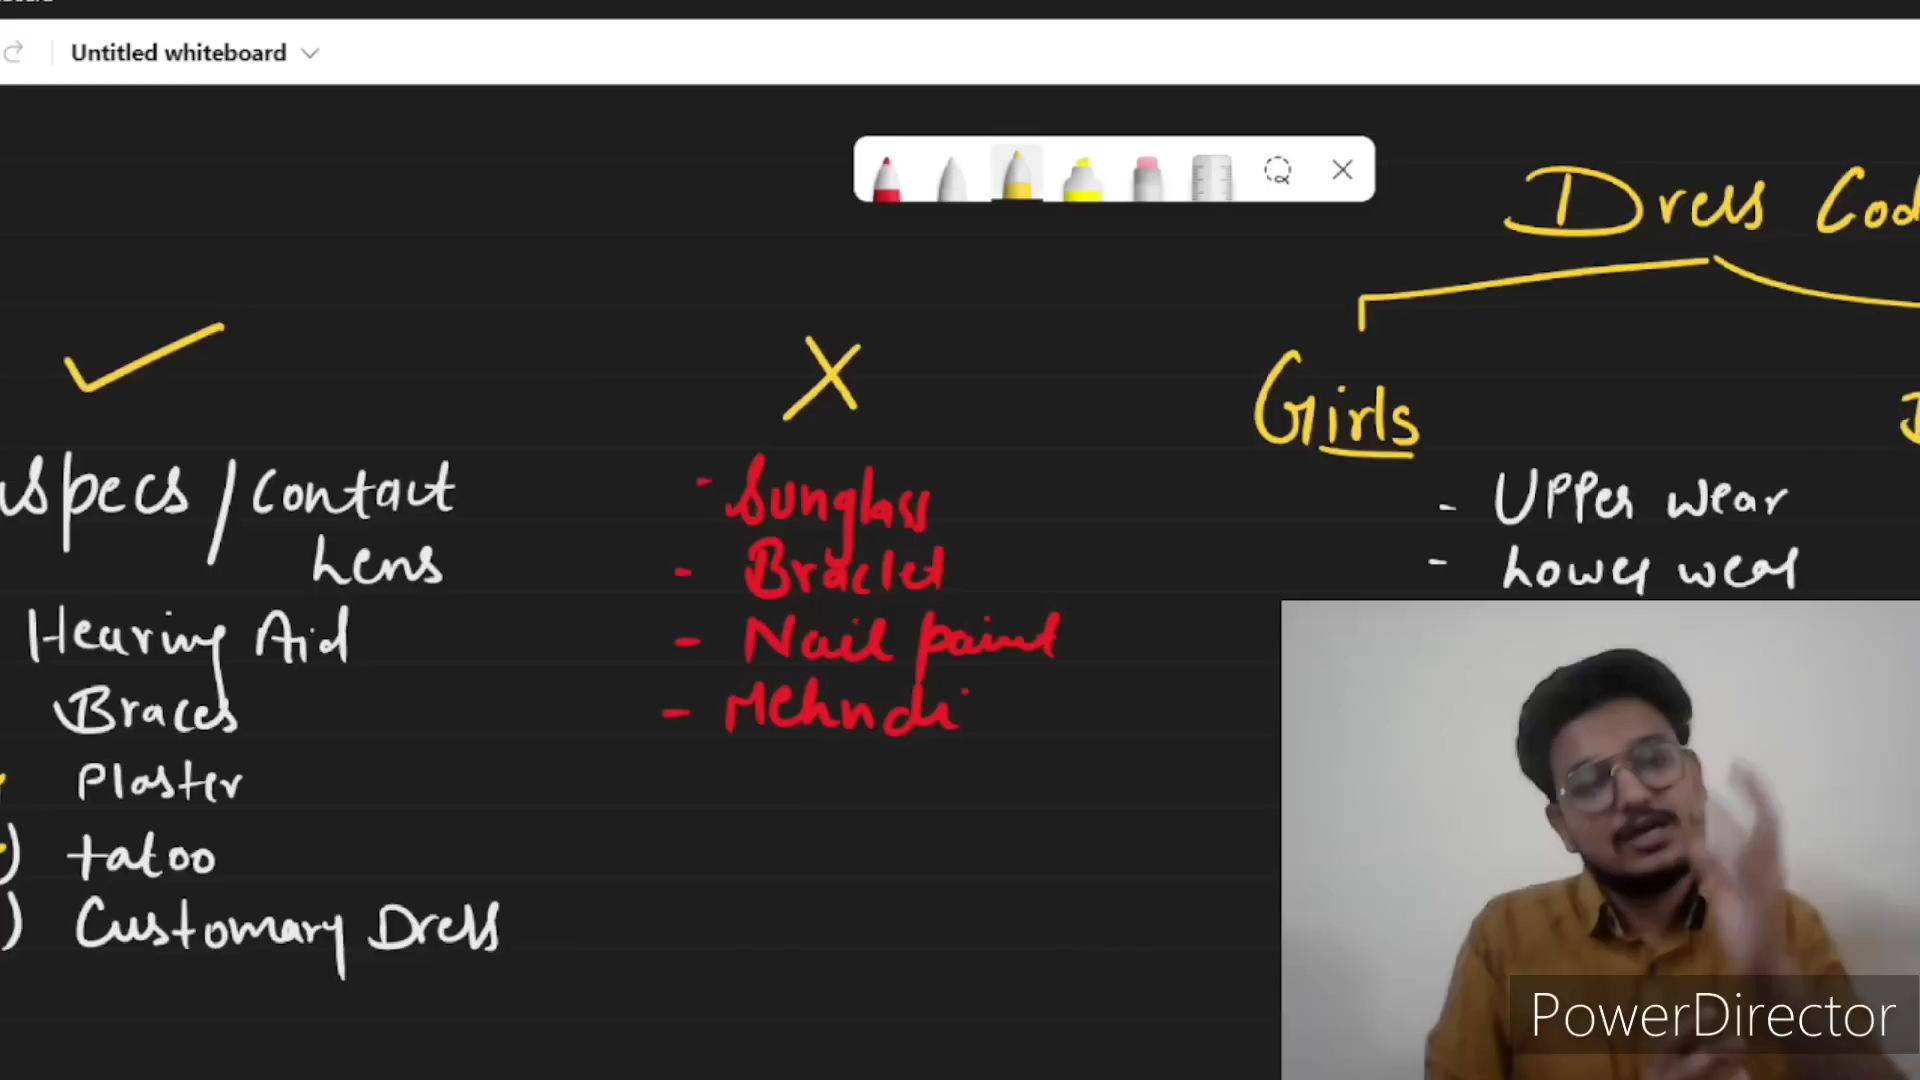 Untitled whiteboard
Dress Cod
Girls
- Upper wear
- Lower wear
specs / Contact
Lens
Hearing Aid
Braces
Plaster
) tatoo
) Customary Dress
- Sunglass
- Braclet
- Nail paint
- Mehndi
PowerDirector